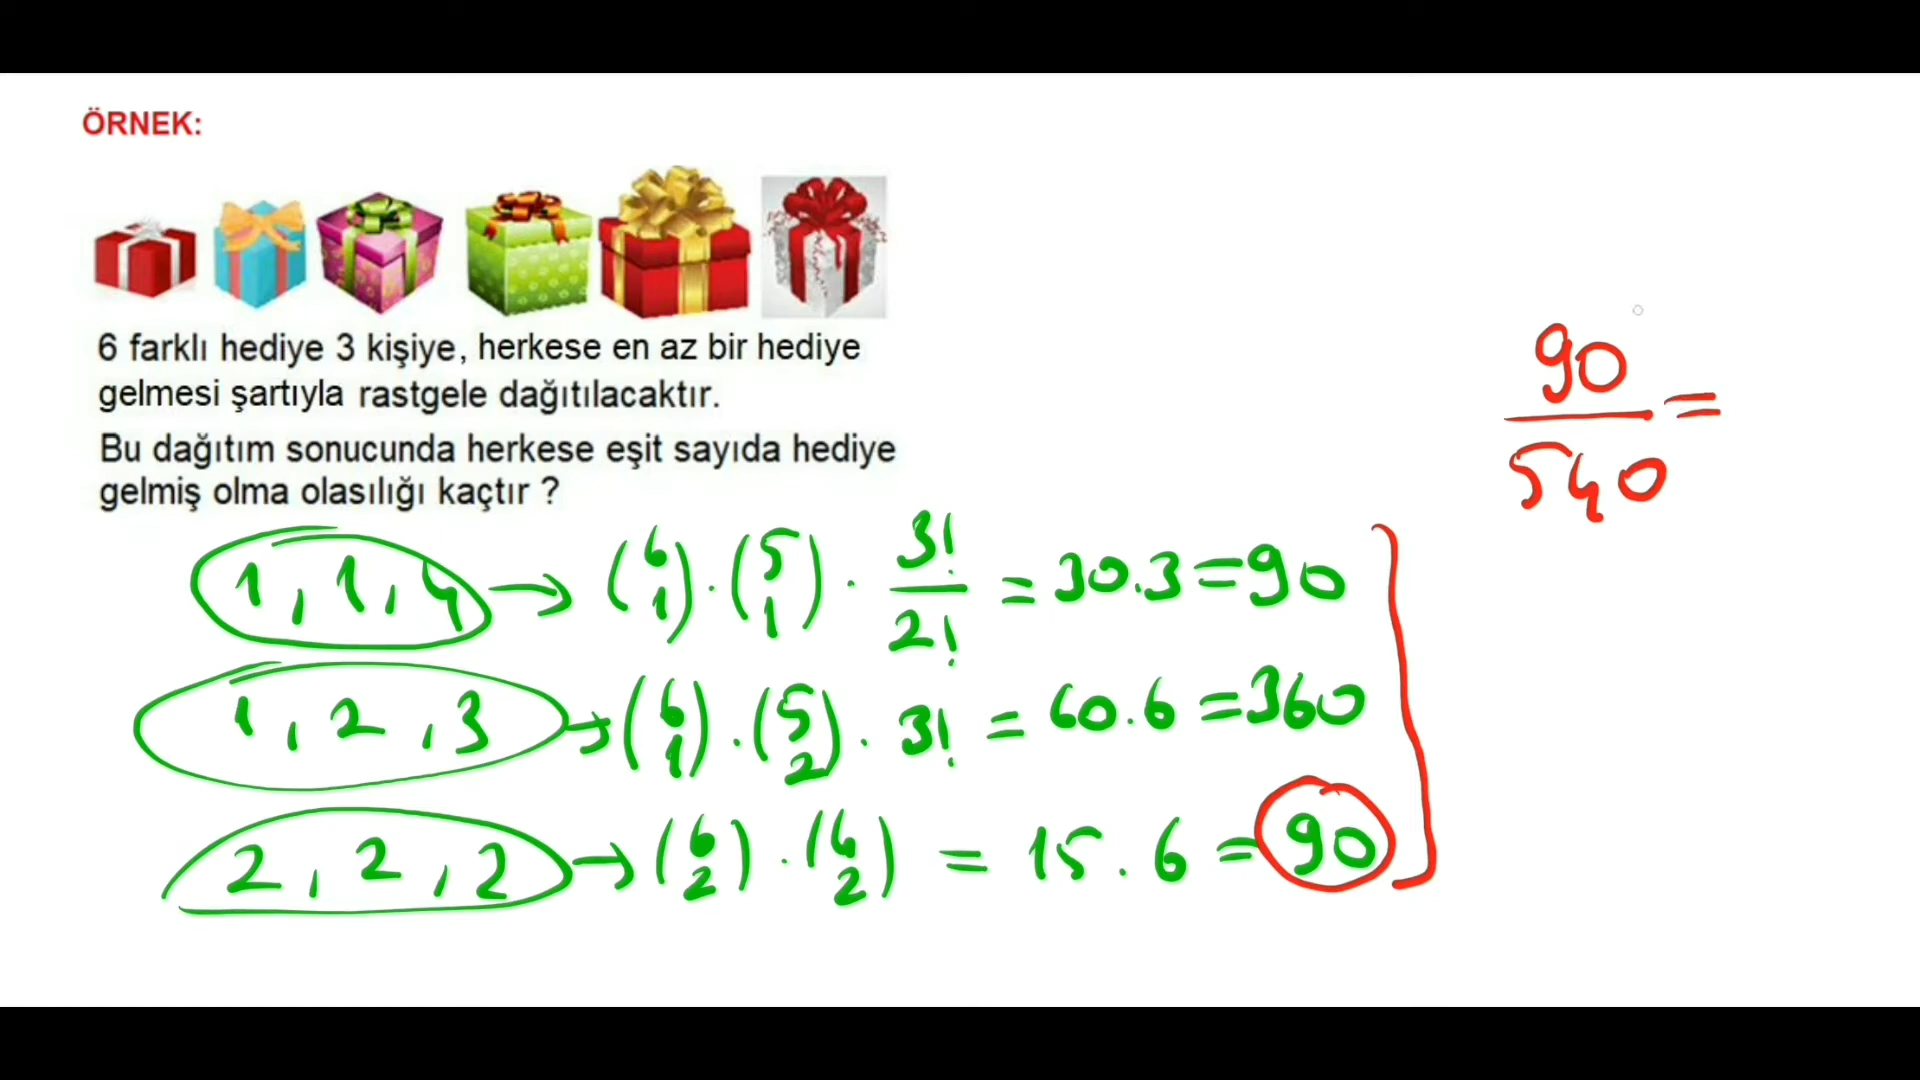 ÖRNEK:
6 farklı hediye 3 kişiye, herkese en az bir hediye
gelmesi şartıyla rastgele dağıtılacaktır.
Bu dağıtım sonucunda herkese eşit sayıda hediye
gelmiş olma olasılığı kaçtır ?
1, 1, 4 → (6 1) · (5 1) · 3!/2! = 30.3 = 90
1, 2, 3 → (6 1) · (5 2) · 3! = 60.6 = 360
2, 2, 2 → (6 2) · (4 2) = 15.6 = 90
90/540 =